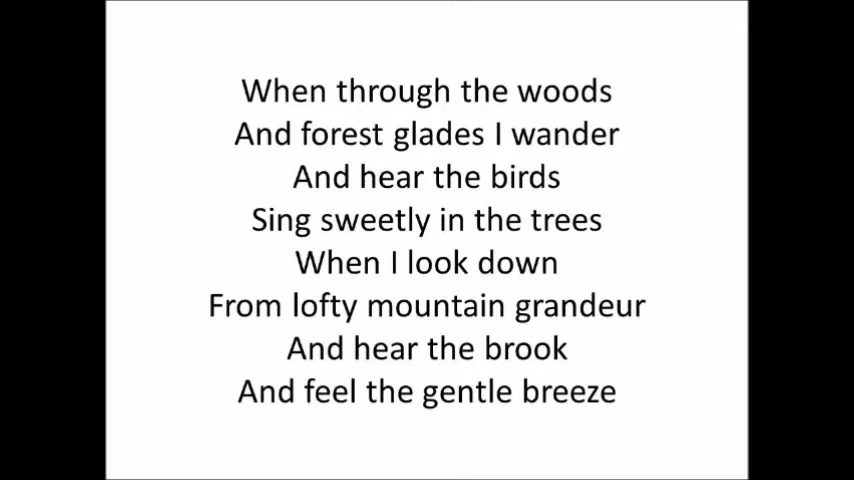 When through the woods
And forest glades I wander
And hear the birds
Sing sweetly in the trees
When I look down
From lofty mountain grandeur
And hear the brook
And feel the gentle breeze